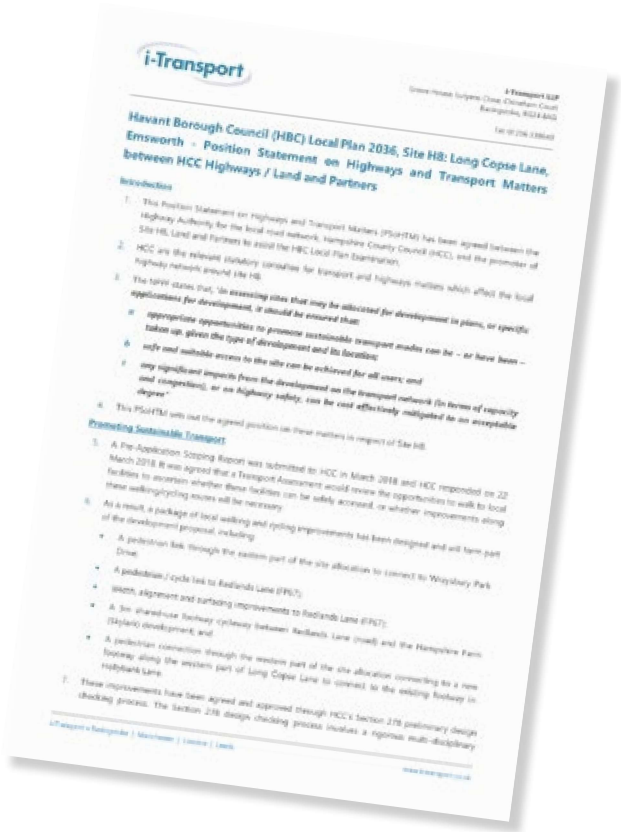 i-Transport
i-Transport LLP
Grove House, Lutyens Close, Chineham Court
Basingstoke, RG24 8AG
Havant Borough Council (HBC) Local Plan 2036, Site H8: Long Copse Lane,
Emsworth - Position Statement on Highways and Transport Matters
between HCC Highways / Land and Partners
Introduction
1. This Position Statement on Highways and Transport Matters (PSoHTM) has been agreed between the
Highway Authority for the local road network, Hampshire County Council (HCC), and the promoter of
Site H8, Land and Partners to assist the HBC Local Plan Examination.
2. HCC are the relevant statutory consultee for transport and highways matters which affect the local
highway network around site H8.
3. The states that, "in assessing sites that may be allocated for development in plans, or specific
applications for development, it should be ensured that:
a appropriate opportunities to promote sustainable transport modes can be – or have been –
taken up, given the type of development and its location;
b safe and suitable access to the site can be achieved for all users; and
c any significant impacts from the development on the transport network (in terms of capacity
and congestion), or on highway safety, can be cost effectively mitigated to an acceptable
degree"
4. This PSoHTM sets out the agreed position on these matters in respect of Site H8.
Promoting Sustainable Transport
5. A Pre-Application Scoping Report was submitted to HCC in March 2018 and HCC responded on 22
March 2018. It was agreed that a Transport Assessment would review the opportunities to walk to local
facilities to ascertain whether these facilities can be safely accessed, or whether improvements along
these walking/cycling routes will be necessary.
6. As a result, a package of local walking and cycling improvements has been designed and will form part
of the development proposal, including:
• A pedestrian link through the eastern part of the site allocation to connect to Wraysbury Park
Drive;
• A pedestrian / cycle link to Redlands Lane (FP67);
• Width, alignment and surfacing improvements to Redlands Lane (FP67);
• A 3m shared-use footway cycleway between Redlands Lane (road) and the Hampshire Farm
(Skylark) development; and
• A pedestrian connection through the western part of the site allocation connecting to a new
footway along the western part of Long Copse Lane to connect to the existing footway in
Hollybank Lane.
7. These improvements have been agreed and approved through HCC's Section 278 preliminary design
checking process. The Section 278 design checking process involves a rigorous multi-disciplinary
i-Transport Basingstoke | Manchester | London | Leeds
www.i-transport.co.uk